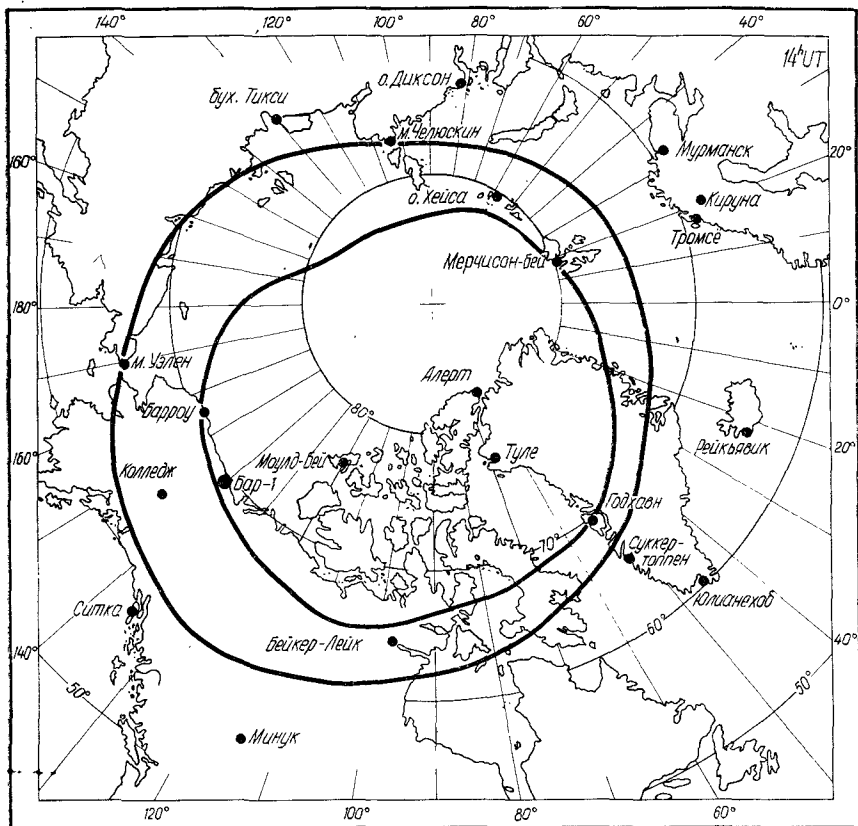 140° 100° 80° 60° 40°
14ʰUT
о. Диксон
бух. Тикси
м. Челюскин
160°
20°
Мурманск
о. Хейса
Кируна
Тромсё
Мерчисон-бей
180°
0°
м. Уэлен
Алерт
Барроу
80°
Рейкьявик
Туле
Моулд-Бей
20°
Колледж
Бар-1
160°
Годхавн
70°
Суккер-
топпен
Юлианехоб
Ситка
60°
Бейкер-Лейк
140°
40°
50°
50°
Минук
120° 100° 80° 60°